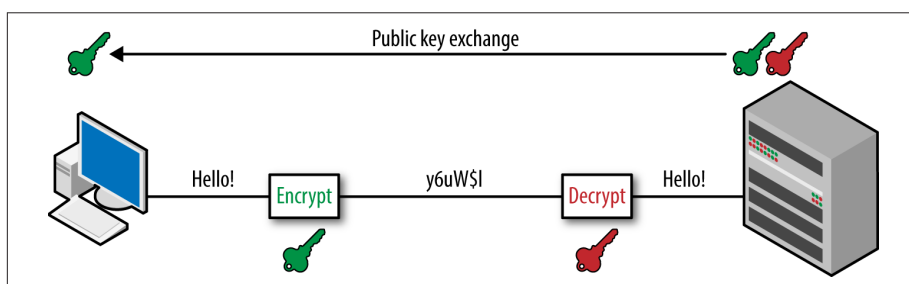 Public key exchange
Hello!
Encrypt
y6uW$I
Decrypt
Hello!